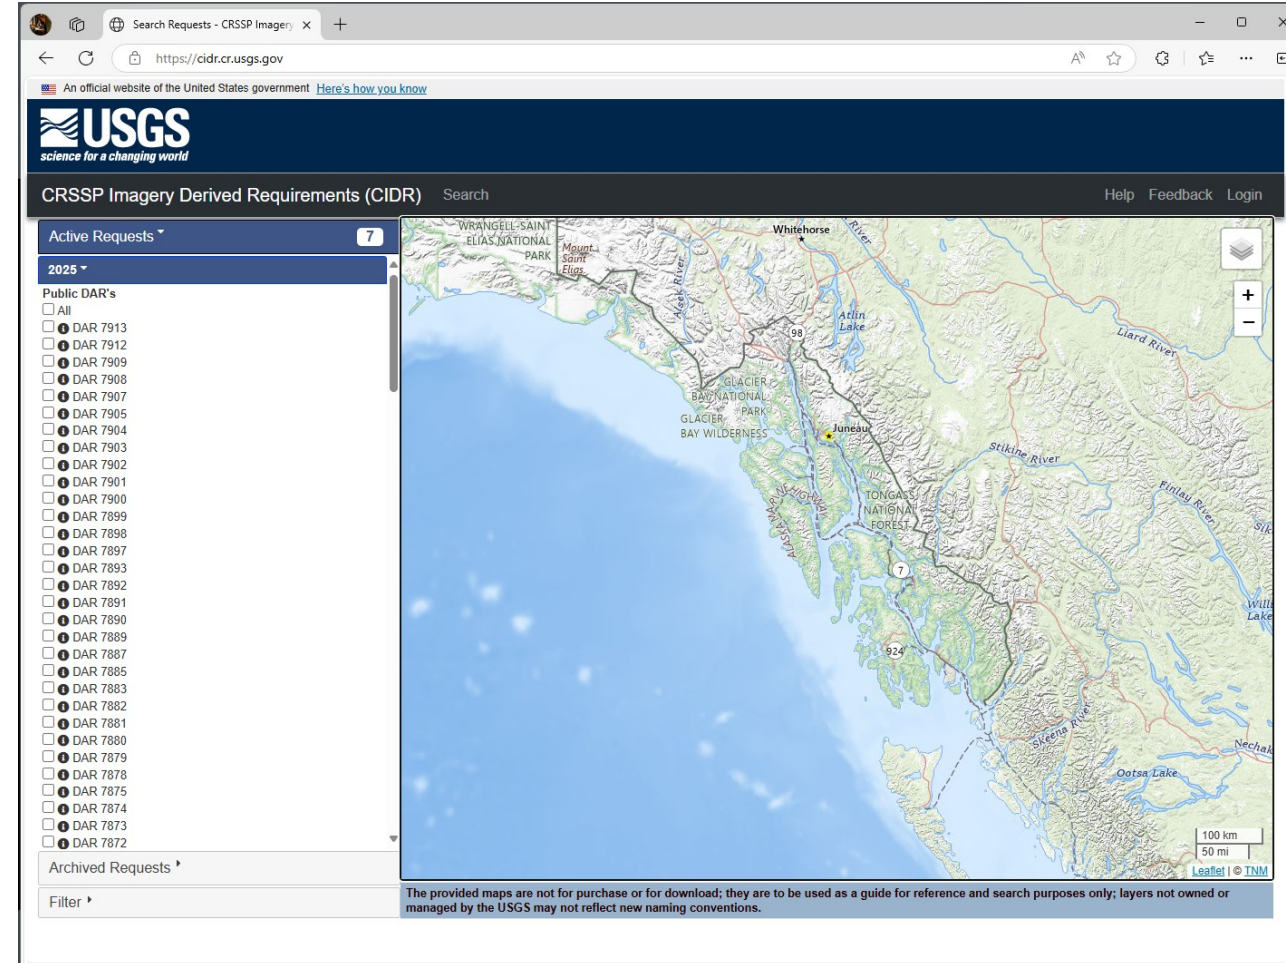 Search Requests - CRSSP Imagery
https://cidr.cr.usgs.gov
An official website of the United States government Here's how you know
USGS
science for a changing world
CRSSP Imagery Derived Requirements (CIDR) Search Help Feedback Login
Active Requests 7
2025
Public DAR's
All
DAR 7913
DAR 7912
DAR 7909
DAR 7908
DAR 7907
DAR 7905
DAR 7904
DAR 7903
DAR 7902
DAR 7901
DAR 7900
DAR 7899
DAR 7898
DAR 7897
DAR 7893
DAR 7892
DAR 7891
DAR 7890
DAR 7889
DAR 7887
DAR 7885
DAR 7883
DAR 7882
DAR 7881
DAR 7880
DAR 7879
DAR 7878
DAR 7875
DAR 7874
DAR 7873
DAR 7872
Archived Requests
Filter
WRANGELL-SAINT
ELIAS NATIONAL
PARK
Mount
Saint
Elias
Whitehorse
River
Alsek River
Atlin
Lake
98
Liard River
GLACIER
BAY NATIONAL
PARK
GLACIER
BAY WILDERNESS
Juneau
Stikine River
Finlay River
TONGASS
NATIONAL
FOREST
ALASKA MARINE HIGHWAY
7
924
Lake
Skeena River
Ootsa Lake
+
−
100 km
50 mi
Leaflet | © TNM
The provided maps are not for purchase or for download; they are to be used as a guide for reference and search purposes only; layers not owned or
managed by the USGS may not reflect new naming conventions.